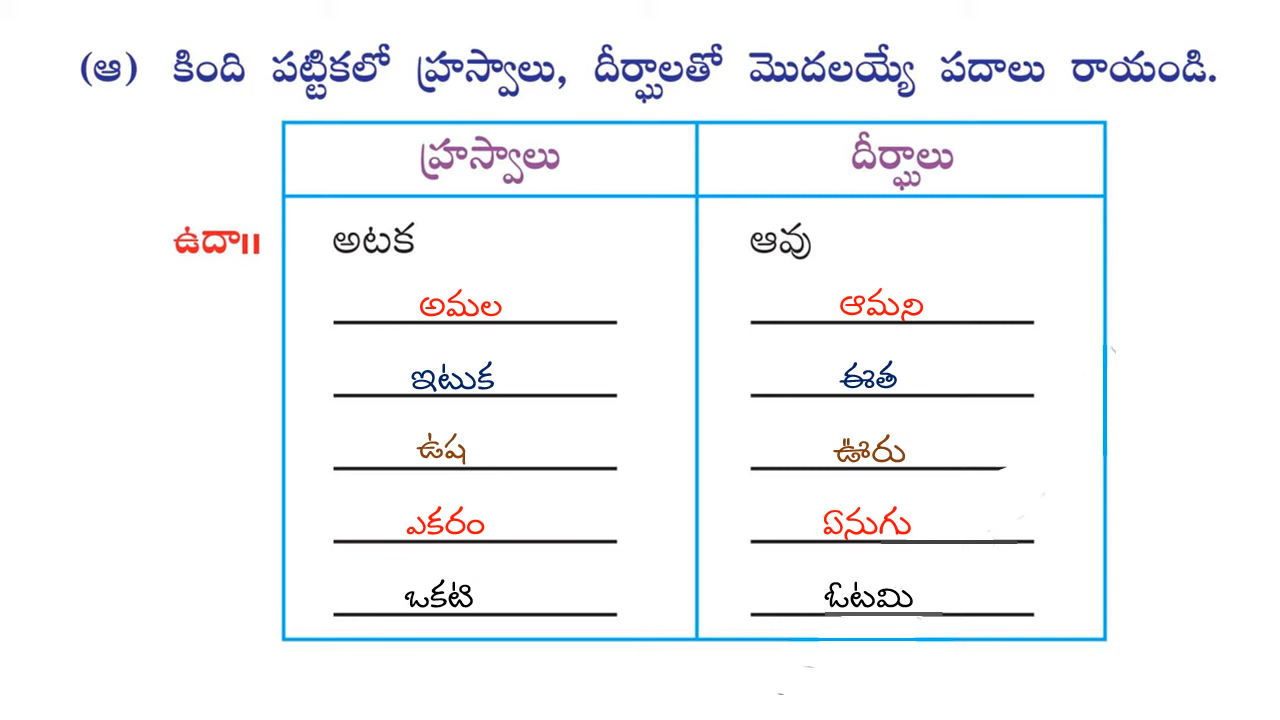 (ఆ) కింది పట్టికలో హ్రస్వాలు, దీర్ఘాలతో మొదలయ్యే పదాలు రాయండి.
హ్రస్వాలు దీర్ఘాలు
ఉదా॥ అటక ఆవు
అమల ఆమని
ఇటుక ఈత
ఉష ఊరు
ఎకరం ఏనుగు
ఒకటి ఓటమి